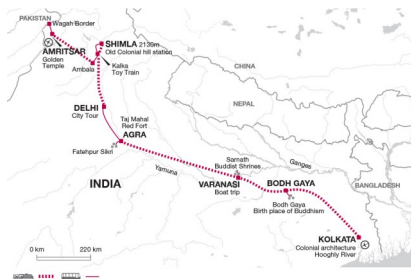 PAKISTAN
Wagah Border
AMRITSAR
Golden
Temple
SHIMLA 2130m
Old Colonial hill station
Kalka
Toy Train
Ambala
CHINA
DELHI
City Tour
NEPAL
Taj Mahal
Red Fort
AGRA
Fatehpur Sikri
Sarnath
Buddist Shrines
Ganges
Yamuna
BANGLADESH
INDIA
VARANASI
Boat trip
BODH GAYA
Bodh Gaya
Birth place of Buddhism
KOLKATA
Colonial architecture
Hooghly River
0 km
220 km